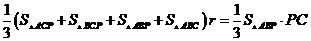 1/3(S▵ACP + S▵BCP + S▵ABP + S▵ABC)r = 1/3 S▵ABP · PC